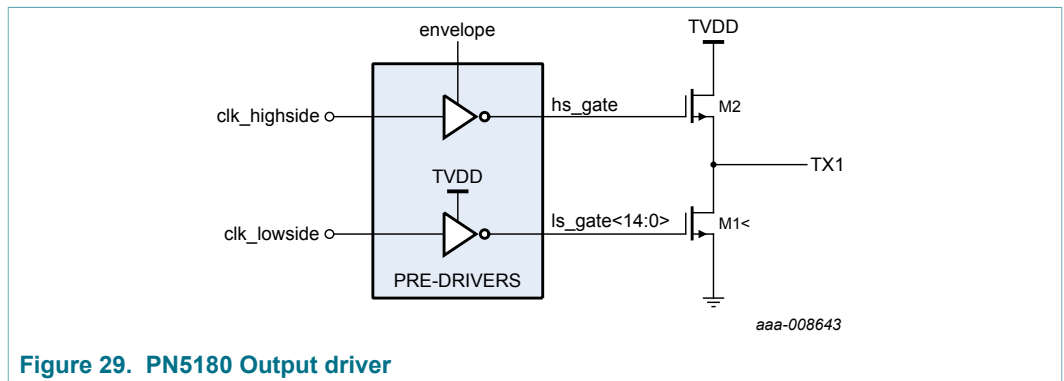 envelope
TVDD
clk_highside
hs_gate
M2
TX1
TVDD
clk_lowside
ls_gate<14:0>
M1<
PRE-DRIVERS
aaa-008643
Figure 29. PN5180 Output driver